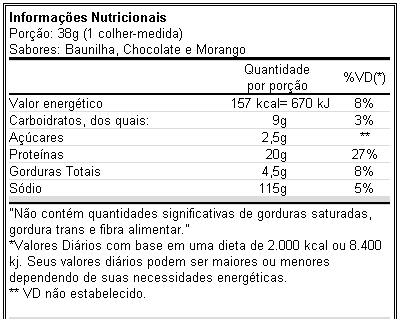 Informações Nutricionais
Porção: 38g (1 colher-medida)
Sabores: Baunilha, Chocolate e Morango
Quantidade por porção %VD(*)
Valor energético 157 kcal= 670 kJ 8%
Carboidratos, dos quais: 9g 3%
Açúcares 2,5g **
Proteínas 20g 27%
Gorduras Totais 4,5g 8%
Sódio 115g 5%
"Não contém quantidades significativas de gorduras saturadas,
gordura trans e fibra alimentar."
*Valores Diários com base em uma dieta de 2.000 kcal ou 8.400
kj. Seus valores diários podem ser maiores ou menores
dependendo de suas necessidades energéticas.
** VD não estabelecido.